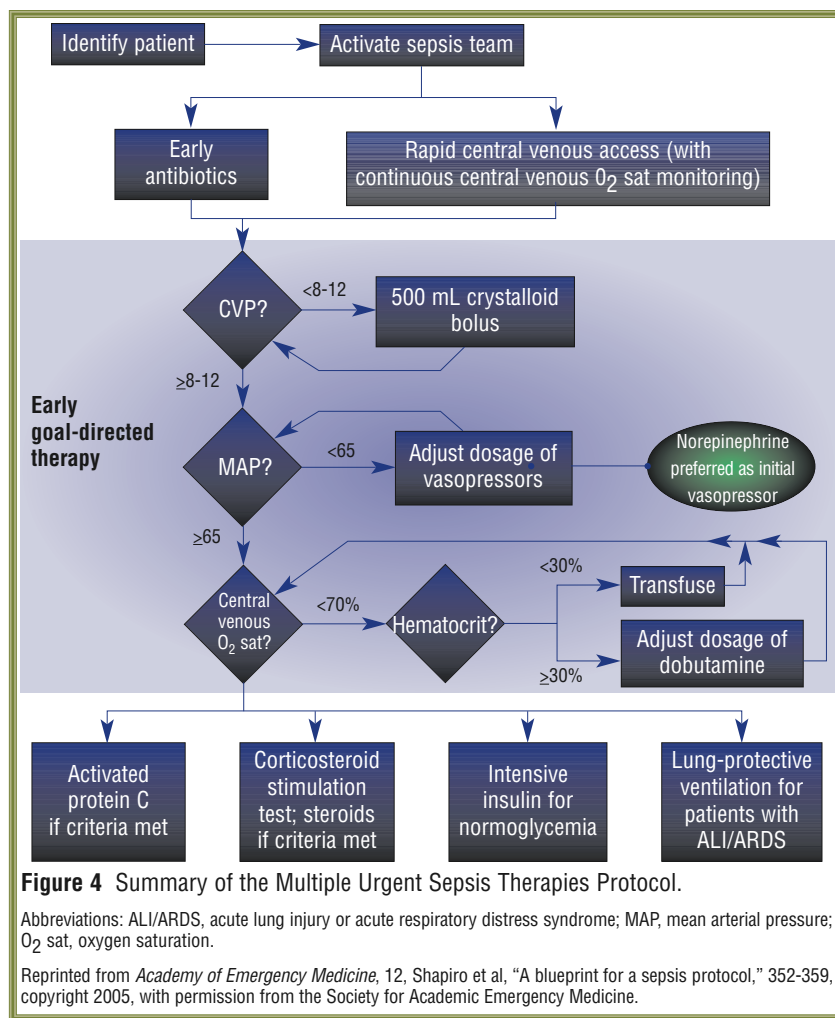 Identify patient
Activate sepsis team
Early
antibiotics
Rapid central venous access (with
continuous central venous O2 sat monitoring)
CVP?
<8-12
500 mL crystalloid
bolus
≥8-12
Early
goal-directed
therapy
MAP?
<65
Adjust dosage of
vasopressors
Norepinephrine
preferred as initial
vasopressor
≥65
Central
venous
O2 sat?
<70%
Hematocrit?
<30%
Transfuse
≥30%
Adjust dosage of
dobutamine
Activated
protein C
if criteria met
Corticosteroid
stimulation
test; steroids
if criteria met
Intensive
insulin for
normoglycemia
Lung-protective
ventilation for
patients with
ALI/ARDS
Figure 4 Summary of the Multiple Urgent Sepsis Therapies Protocol.
Abbreviations: ALI/ARDS, acute lung injury or acute respiratory distress syndrome; MAP, mean arterial pressure;
O2 sat, oxygen saturation.
Reprinted from Academy of Emergency Medicine, 12, Shapiro et al, “A blueprint for a sepsis protocol,” 352-359,
copyright 2005, with permission from the Society for Academic Emergency Medicine.